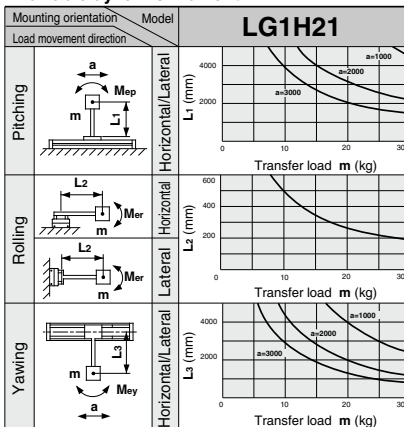 Mounting orientation Model
Load movement direction
LG1H21
Pitching
a
Mep
m
L1
Horizontal/Lateral
L1 (mm)
4000
2000
a=1000
a=2000
a=3000
10 20 30
Transfer load m (kg)
Rolling
L2
Mer
m
Horizontal
L2
Mer
m
Lateral
L2 (mm)
600
400
200
10 20 30
Transfer load m (kg)
Yawing
L3
m
Mey
a
Horizontal/Lateral
L3 (mm)
4000
2000
a=1000
a=2000
a=3000
0 10 20 30
Transfer load m (kg)